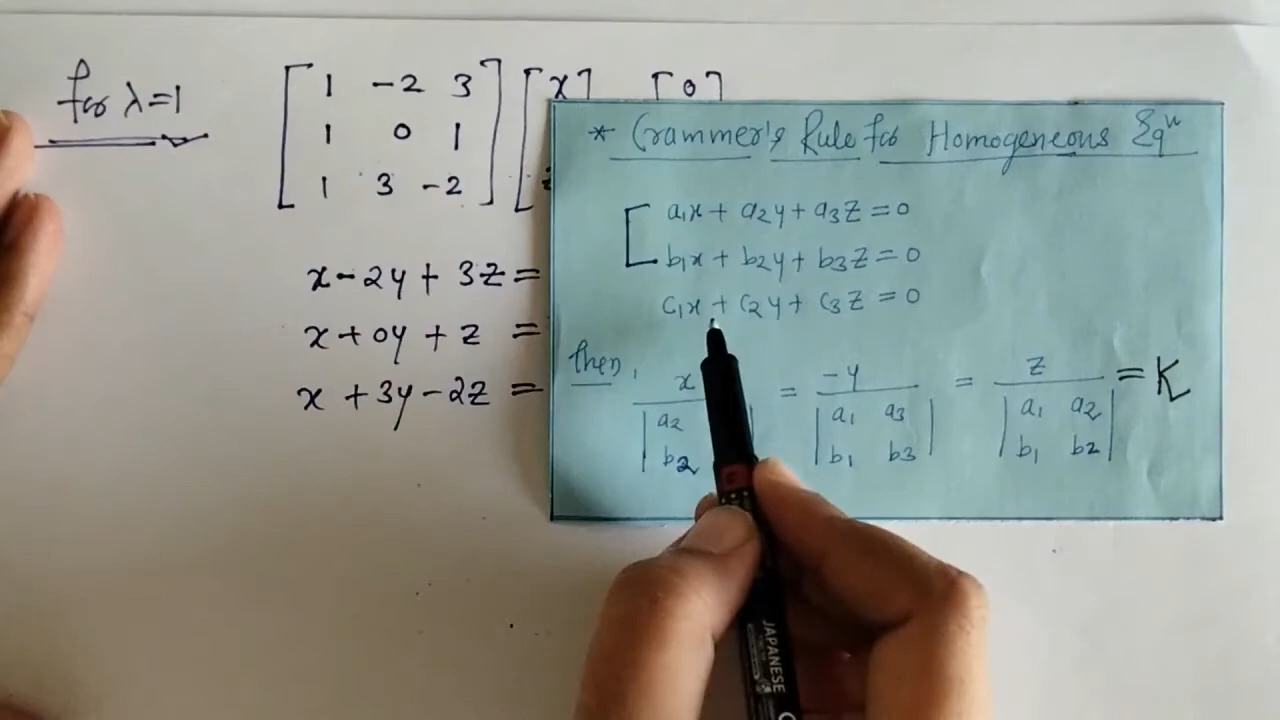 for λ=1
1 -2 3
1 0 1
1 3 -2
x
0
x-2y+3z=
x+0y+z =
x+3y-2z=
* Crammer's Rule for Homogeneous Eqⁿ
a₁x + a₂y + a₃z = 0
b₁x + b₂y + b₃z = 0
c₁x + c₂y + c₃z = 0
then,
x = -y = z = K
a₂ a₁ a₃ a₁ a₂
b₂ b₁ b₃ b₁ b₂
JAPANESE